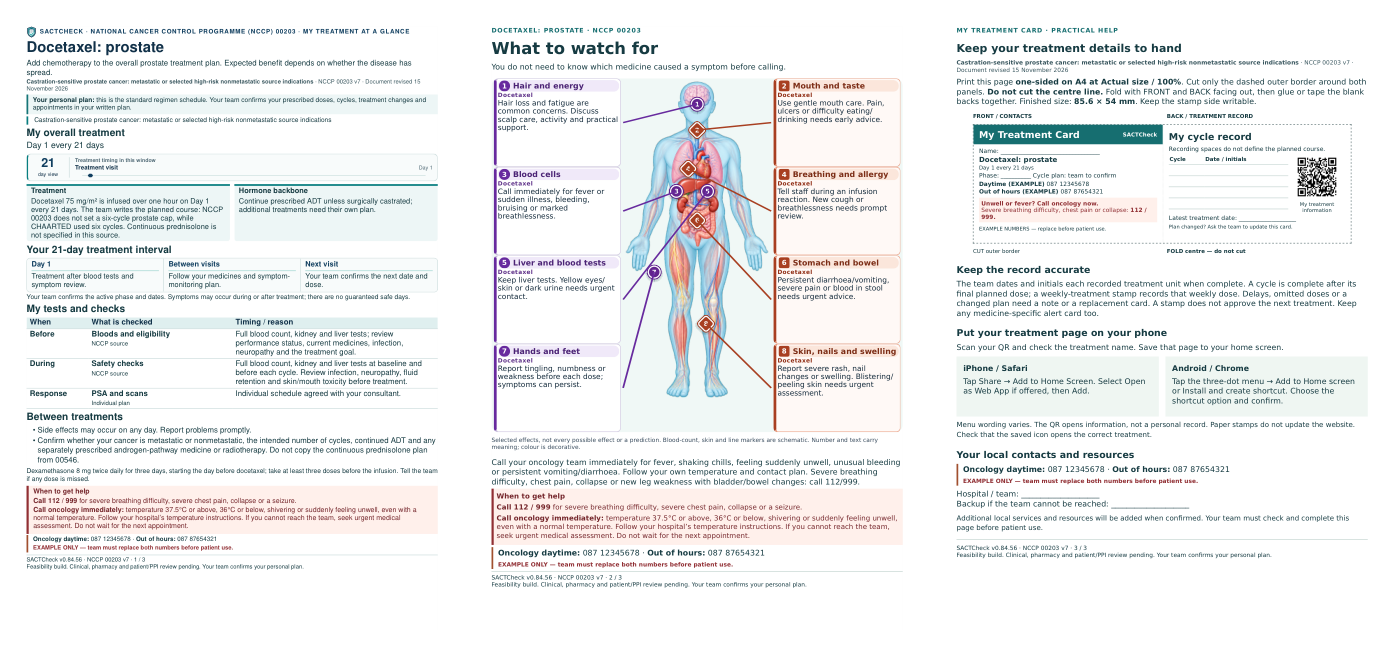 SACTCHECK · NATIONAL CANCER CONTROL PROGRAMME (NCCP) 00203 · MY TREATMENT AT A GLANCE
Docetaxel: prostate
Add chemotherapy to the overall prostate treatment plan. Expected benefit depends on whether the disease has
spread.
Castration-sensitive prostate cancer: metastatic or selected high-risk nonmetastatic source indications · NCCP 00203 v7 · Document revised 15
November 2026
Your personal plan: this is the standard regimen schedule. Your team confirms your prescribed doses, cycles, treatment changes and
appointments in your written plan.
Castration-sensitive prostate cancer: metastatic or selected high-risk nonmetastatic source indications
My overall treatment
Day 1 every 21 days
21
day view
Treatment timing in this window
Treatment visit
Day 1
Treatment
Docetaxel 75 mg/m² is infused over one hour on Day 1
every 21 days. The team writes the planned course: NCCP
00203 does not set a six-cycle prostate cap, while
CHAARTED used six cycles. Continuous prednisolone is
not specified in this source.
Hormone backbone
Continue prescribed ADT unless surgically castrated;
additional treatments need their own plan.
Your 21-day treatment interval
Day 1
Treatment after blood tests and
symptom review.
Between visits
Follow your medicines and symptom-
monitoring plan.
Next visit
Your team confirms the next date and
dose.
Your team confirms the active phase and dates. Symptoms may occur during or after treatment; there are no guaranteed safe days.
My tests and checks
When What is checked Timing / reason
Before Bloods and eligibility
NCCP source
Full blood count, kidney and liver tests; review
performance status, current medicines, infection,
neuropathy and the treatment goal.
During Safety checks
NCCP source
Full blood count, kidney and liver tests at baseline and
before each cycle. Review infection, neuropathy, fluid
retention and skin/mouth toxicity before treatment.
Response PSA and scans
Individual plan
Individual schedule agreed with your consultant.
Between treatments
• Side effects may occur on any day. Report problems promptly.
• Confirm whether your cancer is metastatic or nonmetastatic, the intended number of cycles, continued ADT and any
separately prescribed androgen-pathway medicine or radiotherapy. Do not copy the continuous prednisolone plan
from 00546.
Dexamethasone 8 mg twice daily for three days, starting the day before docetaxel; take at least three doses before the infusion. Tell the team
if any dose is missed.
When to get help
Call 112 / 999 for severe breathing difficulty, severe chest pain, collapse or a seizure.
Call oncology immediately: temperature 37.5°C or above, 36°C or below, shivering or suddenly feeling unwell, even with a
normal temperature. Follow your hospital's temperature instructions. If you cannot reach the team, seek urgent medical
assessment. Do not wait for the next appointment.
Oncology daytime: 087 12345678 · Out of hours: 087 87654321
EXAMPLE ONLY — team must replace both numbers before patient use.
SACTCheck v0.84.56 · NCCP 00203 v7 · 1 / 3
Feasibility build. Clinical, pharmacy and patient/PPI review pending. Your team confirms your personal plan.
DOCETAXEL: PROSTATE · NCCP 00203
What to watch for
You do not need to know which medicine caused a symptom before calling.
1 Hair and energy
Docetaxel
Hair loss and fatigue are
common concerns. Discuss
scalp care, activity and practical
support.
2 Mouth and taste
Docetaxel
Use gentle mouth care. Pain,
ulcers or difficulty eating/
drinking needs early advice.
3 Blood cells
Docetaxel
Call immediately for fever or
sudden illness, bleeding,
bruising or marked
breathlessness.
4 Breathing and allergy
Docetaxel
Tell staff during an infusion
reaction. New cough or
breathlessness needs prompt
review.
5 Liver and blood tests
Docetaxel
Keep liver tests. Yellow eyes/
skin or dark urine needs urgent
contact.
6 Stomach and bowel
Docetaxel
Persistent diarrhoea/vomiting,
severe pain or blood in stool
needs urgent advice.
7 Hands and feet
Docetaxel
Report tingling, numbness or
weakness before each dose;
symptoms can persist.
8 Skin, nails and swelling
Docetaxel
Report severe rash, nail
changes or swelling. Blistering/
peeling skin needs urgent
assessment.
1
2
4
3
5
6
7
8
Selected effects, not every possible effect or a prediction. Blood-count, skin and line markers are schematic. Number and text carry
meaning; colour is decorative.
Call your oncology team immediately for fever, shaking chills, feeling suddenly unwell, unusual bleeding
or persistent vomiting/diarrhoea. Follow your own temperature and contact plan. Severe breathing
difficulty, chest pain, collapse or new leg weakness with bladder/bowel changes: call 112/999.
When to get help
Call 112 / 999 for severe breathing difficulty, severe chest pain, collapse or a seizure.
Call oncology immediately: temperature 37.5°C or above, 36°C or below, shivering or suddenly feeling unwell,
even with a normal temperature. Follow your hospital's temperature instructions. If you cannot reach the team,
seek urgent medical assessment. Do not wait for the next appointment.
Oncology daytime: 087 12345678 · Out of hours: 087 87654321
EXAMPLE ONLY — team must replace both numbers before patient use.
SACTCheck v0.84.56 · NCCP 00203 v7 · 2 / 3
Feasibility build. Clinical, pharmacy and patient/PPI review pending. Your team confirms your personal plan.
MY TREATMENT CARD · PRACTICAL HELP
Keep your treatment details to hand
Castration-sensitive prostate cancer: metastatic or selected high-risk nonmetastatic source indications · NCCP 00203 v7 ·
Document revised 15 November 2026
Print this page one-sided on A4 at Actual size / 100%. Cut only the dashed outer border around both
panels. Do not cut the centre line. Fold with FRONT and BACK facing out, then glue or tape the blank
backs together. Finished size: 85.6 × 54 mm. Keep the stamp side writable.
FRONT / CONTACTS
BACK / TREATMENT RECORD
My Treatment Card SACTCheck
Name:
Docetaxel: prostate
Day 1 every 21 days
Phase: Cycle plan: team to confirm
Daytime (EXAMPLE) 087 12345678
Out of hours (EXAMPLE) 087 87654321
Unwell or fever? Call oncology now.
Severe breathing difficulty, chest pain or collapse: 112 /
999.
EXAMPLE NUMBERS — replace before patient use.
My cycle record
Recording spaces do not define the planned course.
Cycle Date / Initials
My treatment
information
Latest treatment date:
Plan changed? Ask the team to update this card.
CUT outer border
FOLD centre — do not cut
Keep the record accurate
The team dates and initials each recorded treatment unit when complete. A cycle is complete after its
final planned dose; a weekly-treatment stamp records that weekly dose. Delays, omitted doses or a
changed plan need a note or a replacement card. A stamp does not approve the next treatment. Keep
any medicine-specific alert card too.
Put your treatment page on your phone
Scan your QR and check the treatment name. Save that page to your home screen.
iPhone / Safari
Tap Share → Add to Home Screen. Select Open
as Web App if offered, then Add.
Android / Chrome
Tap the three-dot menu → Add to Home screen
or Install and create shortcut. Choose the
shortcut option and confirm.
Menu wording varies. The QR opens information, not a personal record. Paper stamps do not update the website.
Check that the saved icon opens the correct treatment.
Your local contacts and resources
Oncology daytime: 087 12345678 · Out of hours: 087 87654321
EXAMPLE ONLY — team must replace both numbers before patient use.
Hospital / team:
Backup if the team cannot be reached:
Additional local services and resources will be added when confirmed. Your team must check and complete this
page before patient use.
SACTCheck v0.84.56 · NCCP 00203 v7 · 3 / 3
Feasibility build. Clinical, pharmacy and patient/PPI review pending. Your team confirms your personal plan.